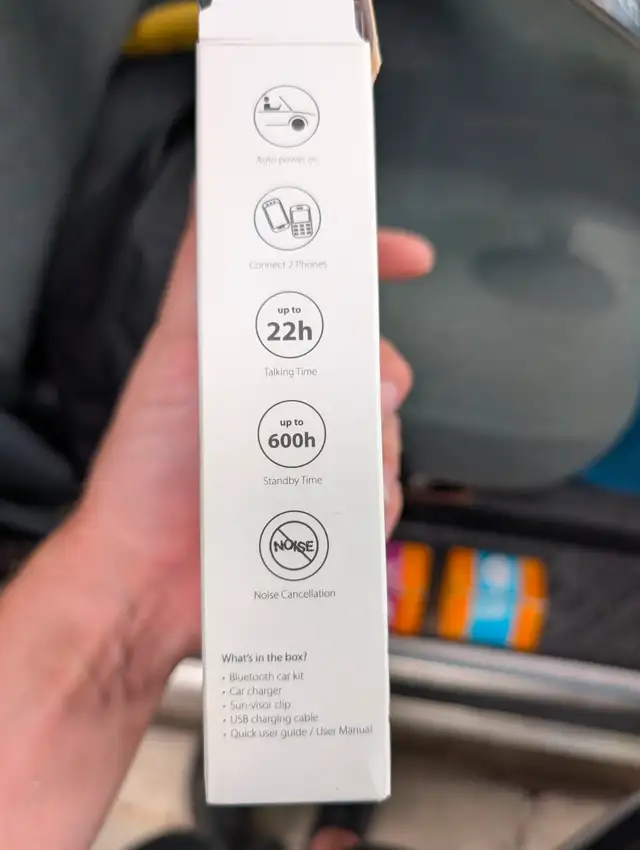 Auto power on
Connect 2 Phones
up to
22h
Talking Time
up to
600h
Standby Time
NOISE
Noise Cancellation
What's in the box?
• Bluetooth car kit
• Car charger
• Sun-visor clip
• USB charging cable
• Quick user guide / User Manual